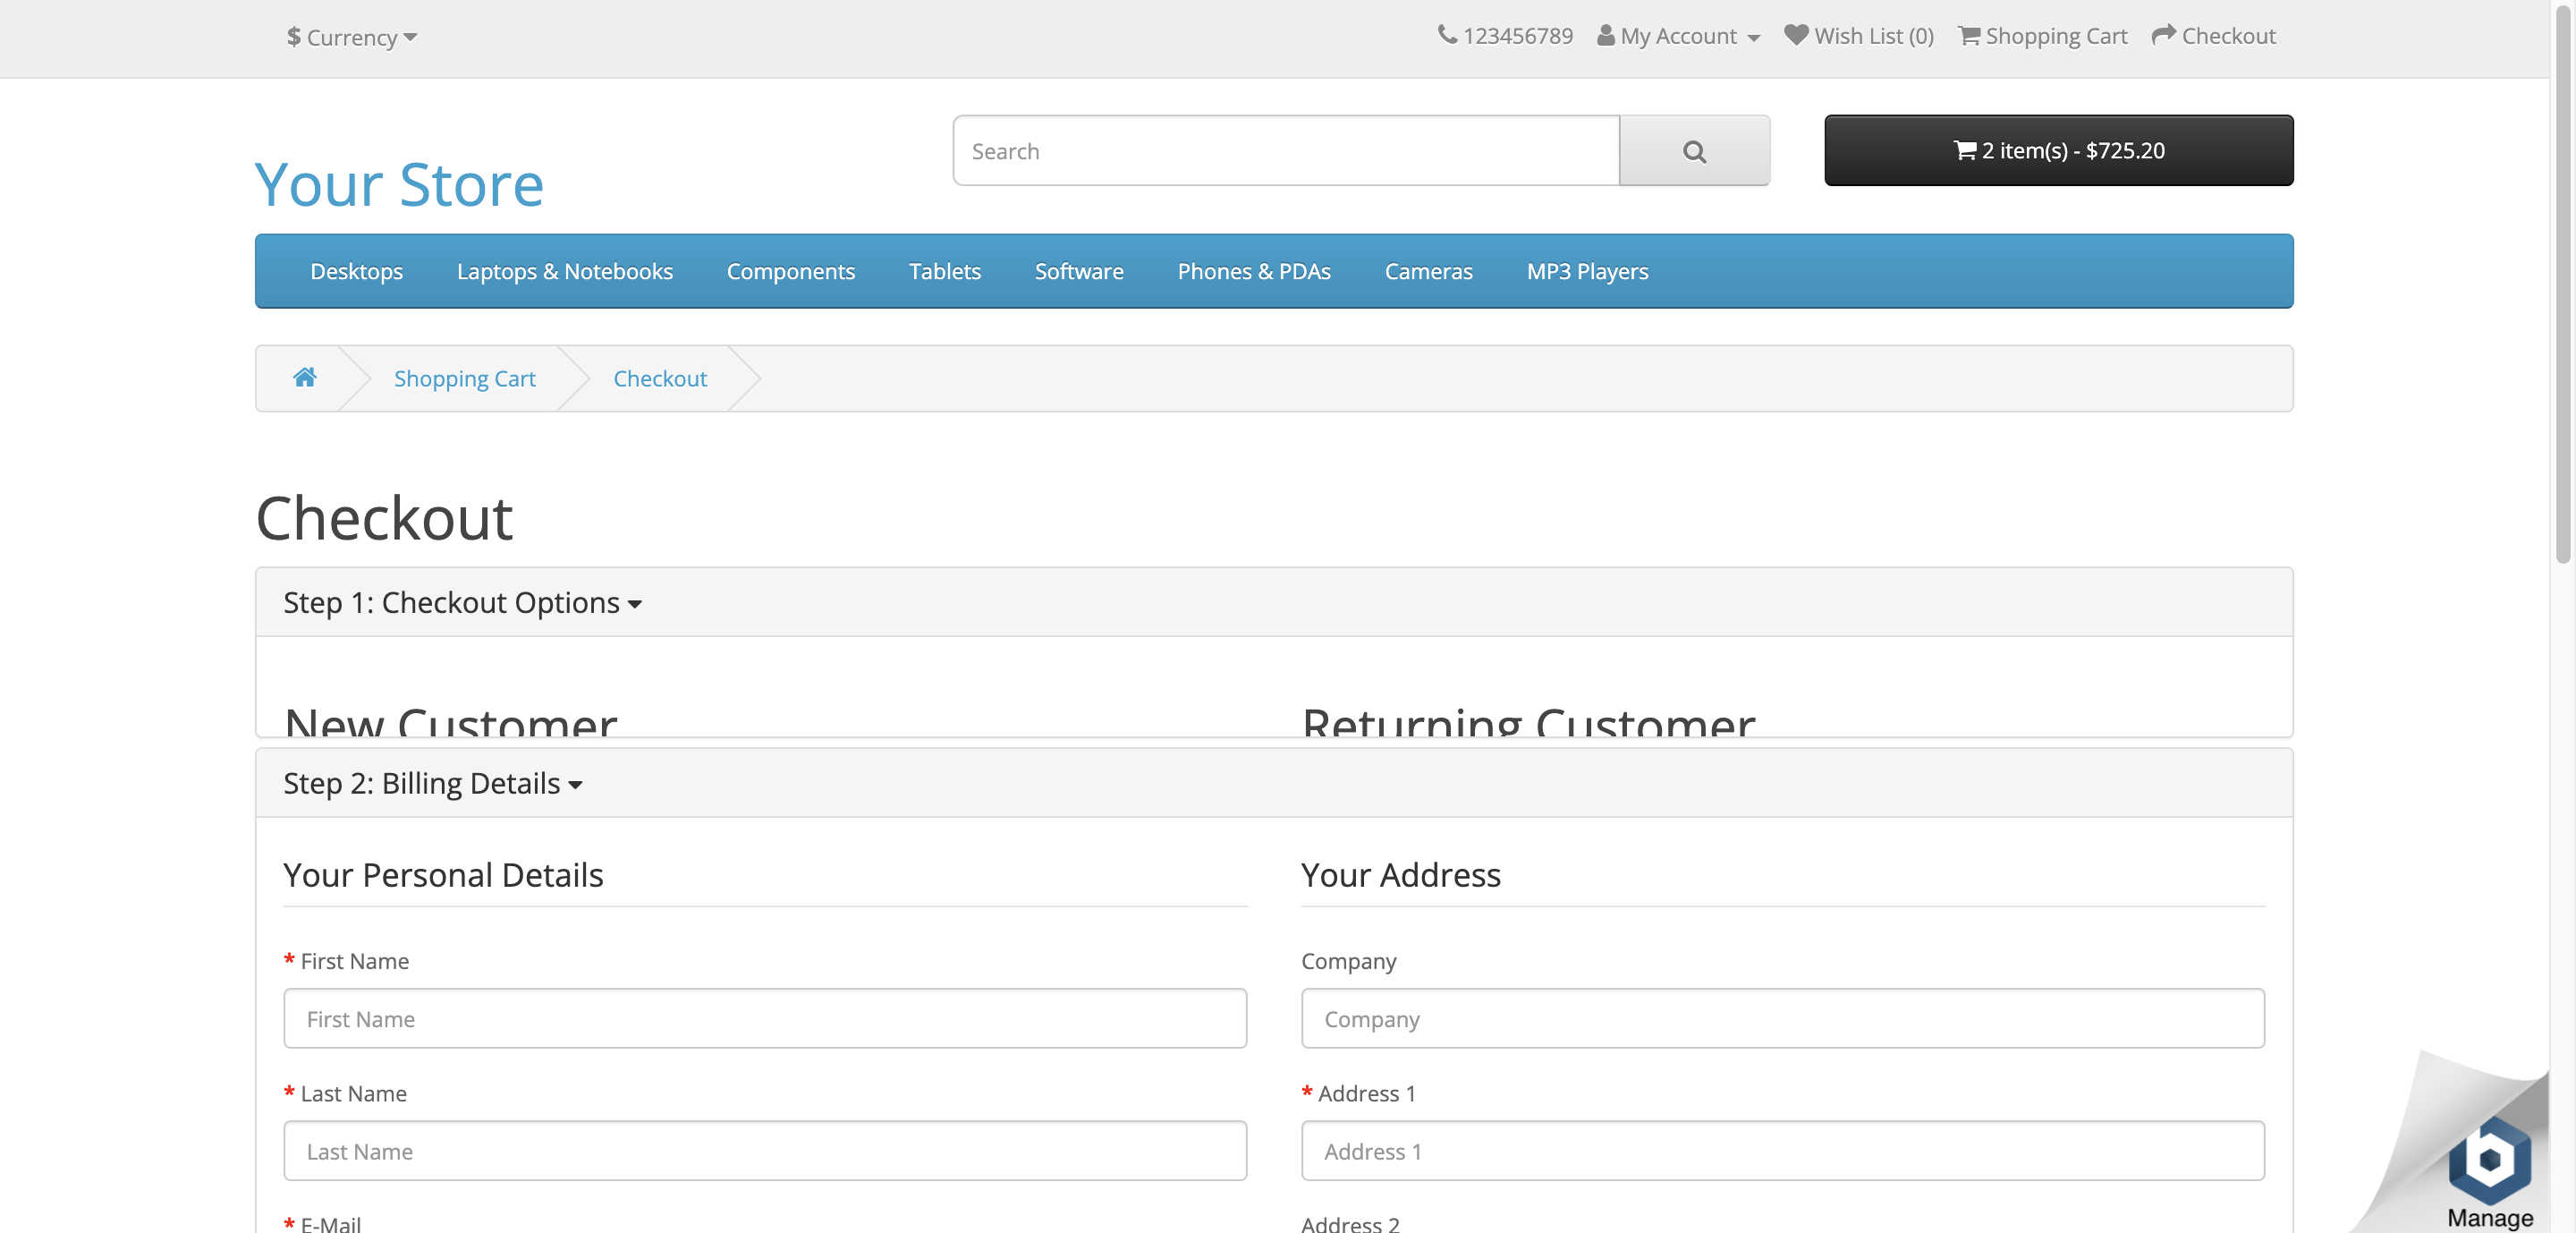 $ Currency
123456789 My Account Wish List (0) Shopping Cart Checkout
Your Store
Search
2 item(s) - $725.20
Desktops Laptops & Notebooks Components Tablets Software Phones & PDAs Cameras MP3 Players
Shopping Cart Checkout
Checkout
Step 1: Checkout Options
New Customer
Returning Customer
Step 2: Billing Details
Your Personal Details
* First Name
First Name
* Last Name
Last Name
* E-Mail
Your Address
Company
Company
* Address 1
Address 1
Address 2
b
Manage